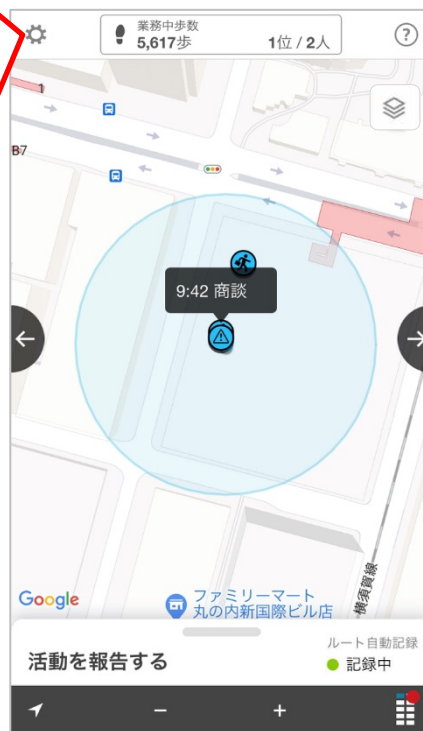 業務中歩数
5,617歩 1位 / 2人
?
B7
1
9:42 商談
Google
ファミリーマート
丸の内新国際ビル店
横須賀線
活動を報告する
ルート自動記録
記録中